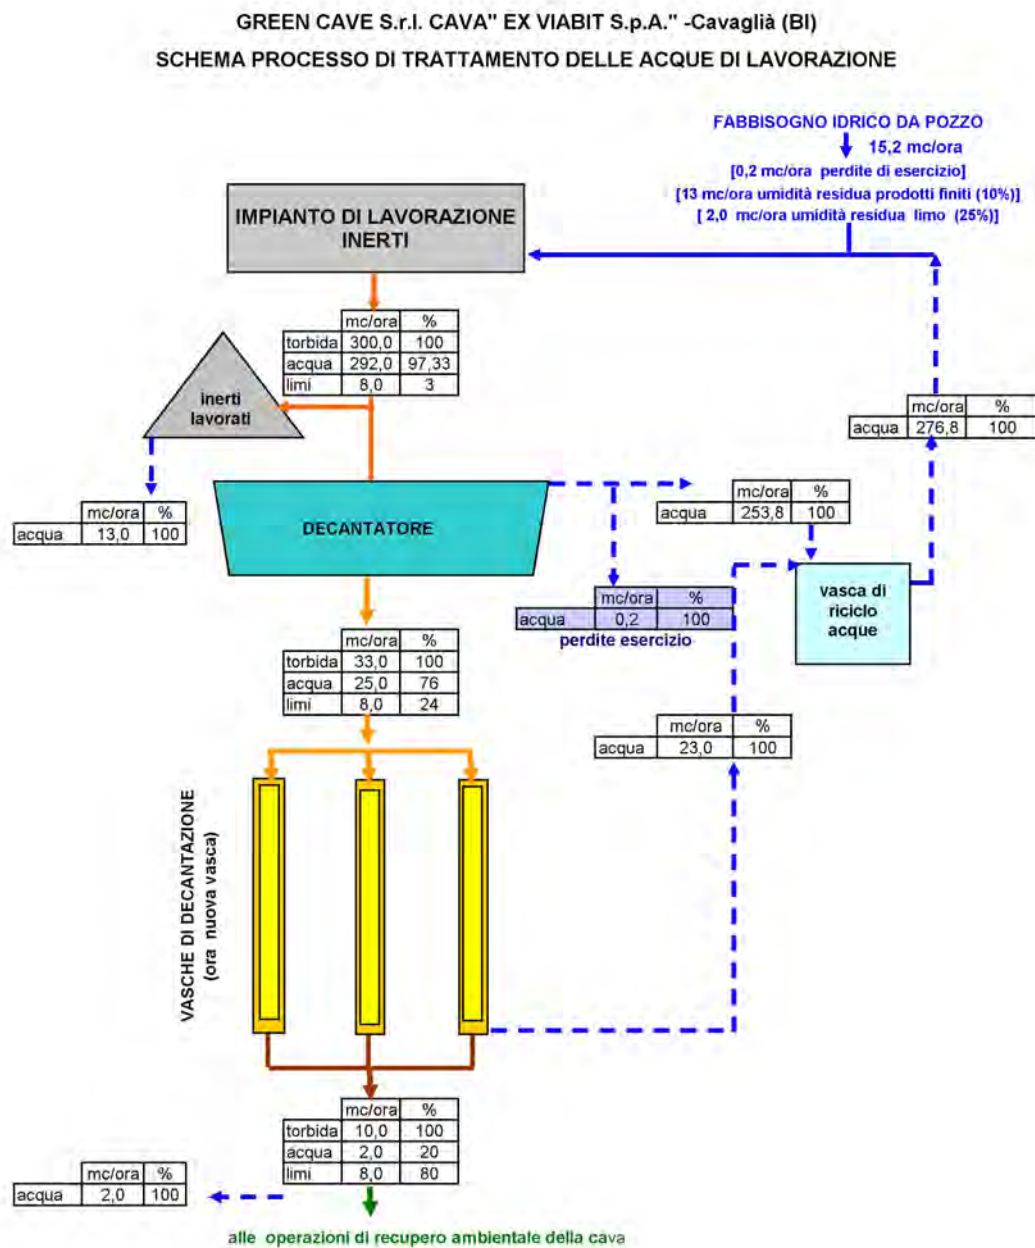 GREEN CAVE S.r.l. CAVA" EX VIABIT S.p.A." -Cavaglià (BI)
SCHEMA PROCESSO DI TRATTAMENTO DELLE ACQUE DI LAVORAZIONE
FABBISOGNO IDRICO DA POZZO
15,2 mc/ora
[0,2 mc/ora perdite di esercizio]
[13 mc/ora umidità residua prodotti finiti (10%)]
[ 2,0 mc/ora umidità residua limo (25%)]
IMPIANTO DI LAVORAZIONE
INERTI
mc/ora %
torbida 300,0 100
acqua 292,0 97,33
limi 8,0 3
inerti
lavorati
mc/ora %
acqua 276,8 100
mc/ora %
acqua 13,0 100
DECANTATORE
mc/ora %
acqua 253,8 100
mc/ora %
acqua 0,2 100
perdite esercizio
vasca di
riciclo
acque
mc/ora %
torbida 33,0 100
acqua 25,0 76
limi 8,0 24
mc/ora %
acqua 23,0 100
VASCHE DI DECANTAZIONE
(ora nuova vasca)
mc/ora %
torbida 10,0 100
acqua 2,0 20
limi 8,0 80
mc/ora %
acqua 2,0 100
alle operazioni di recupero ambientale della cava